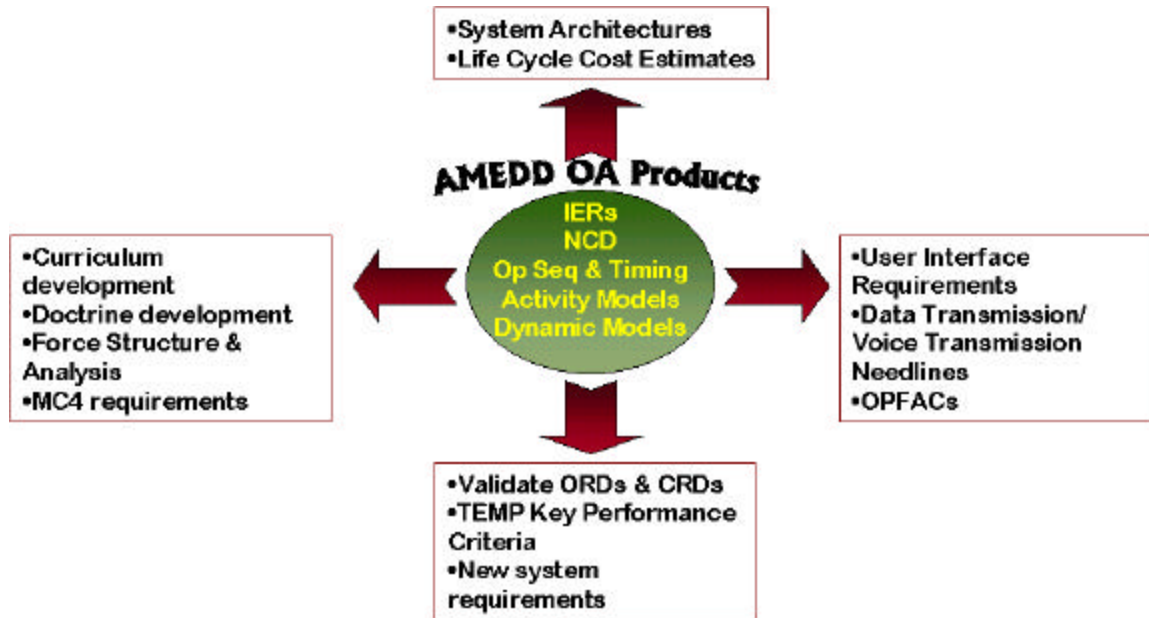 •System Architectures
•Life Cycle Cost Estimates
AMEDD OA Products
IERs
NCD
Op Seq & Timing
Activity Models
Dynamic Models
•Curriculum
development
•Doctrine development
•Force Structure &
Analysis
•MC4 requirements
•User Interface
Requirements
•Data Transmission/
Voice Transmission
Needlines
•OPFACs
•Validate ORDs & CRDs
•TEMP Key Performance
Criteria
•New system
requirements